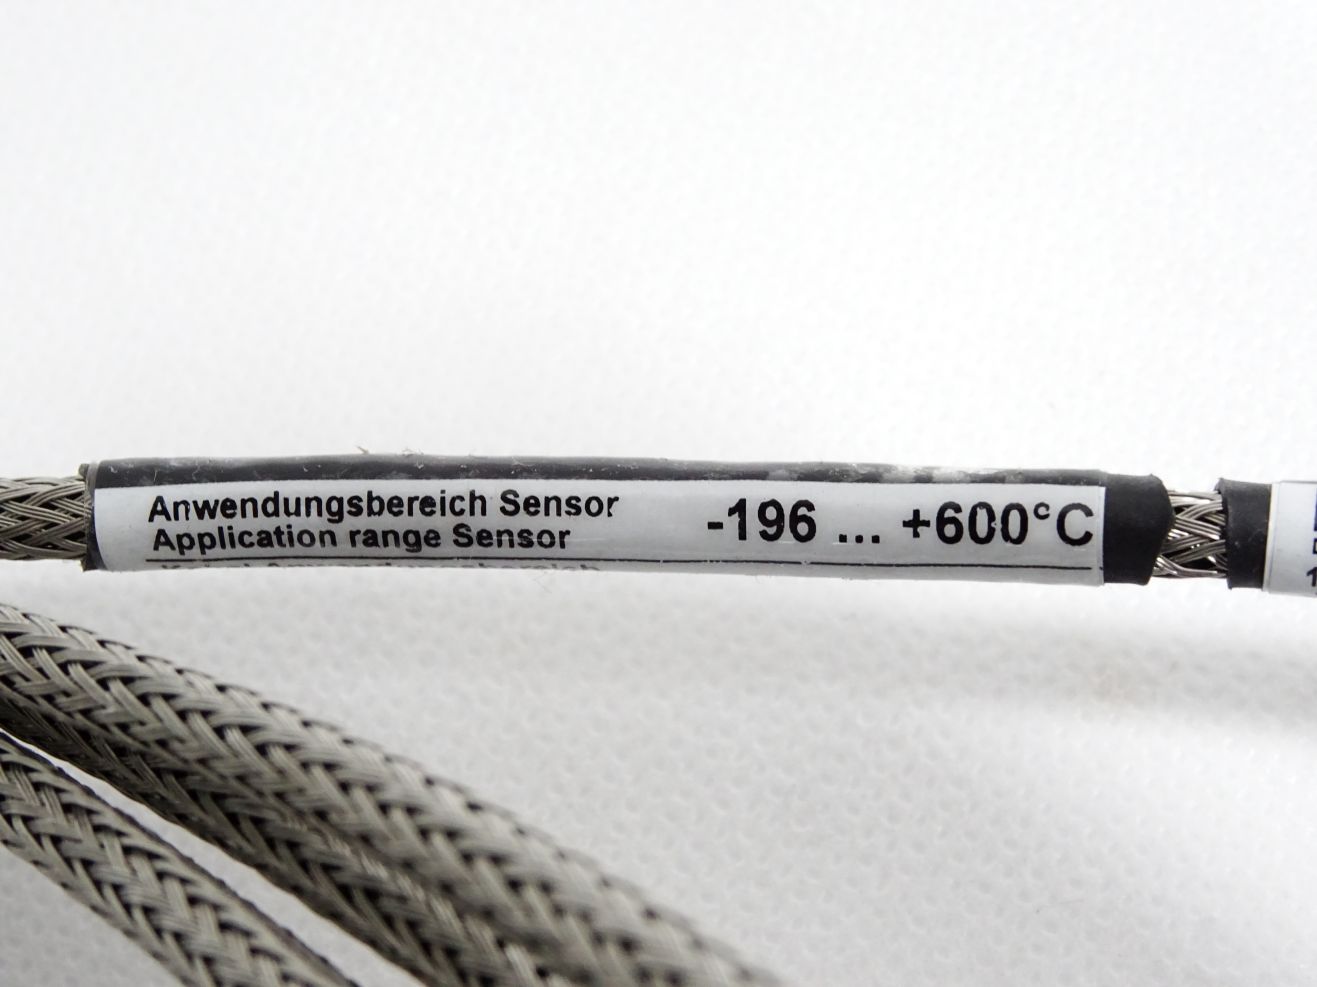 Anwendungsbereich Sensor
Application range Sensor
-196 ... +600°C